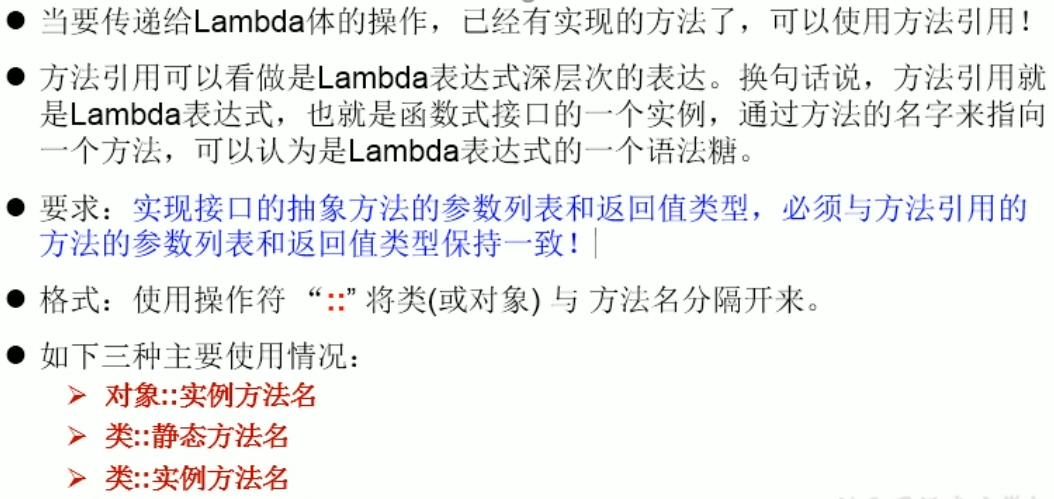 ● 当要传递给Lambda体的操作，已经有实现的方法了，可以使用方法引用！
● 方法引用可以看做是Lambda表达式深层次的表达。换句话说，方法引用就
是Lambda表达式，也就是函数式接口的一个实例，通过方法的名字来指向
一个方法，可以认为是Lambda表达式的一个语法糖。
● 要求：实现接口的抽象方法的参数列表和返回值类型，必须与方法引用的
方法的参数列表和返回值类型保持一致！
● 格式：使用操作符 “::” 将类(或对象) 与 方法名分隔开来。
● 如下三种主要使用情况：
➢ 对象::实例方法名
➢ 类::静态方法名
➢ 类::实例方法名